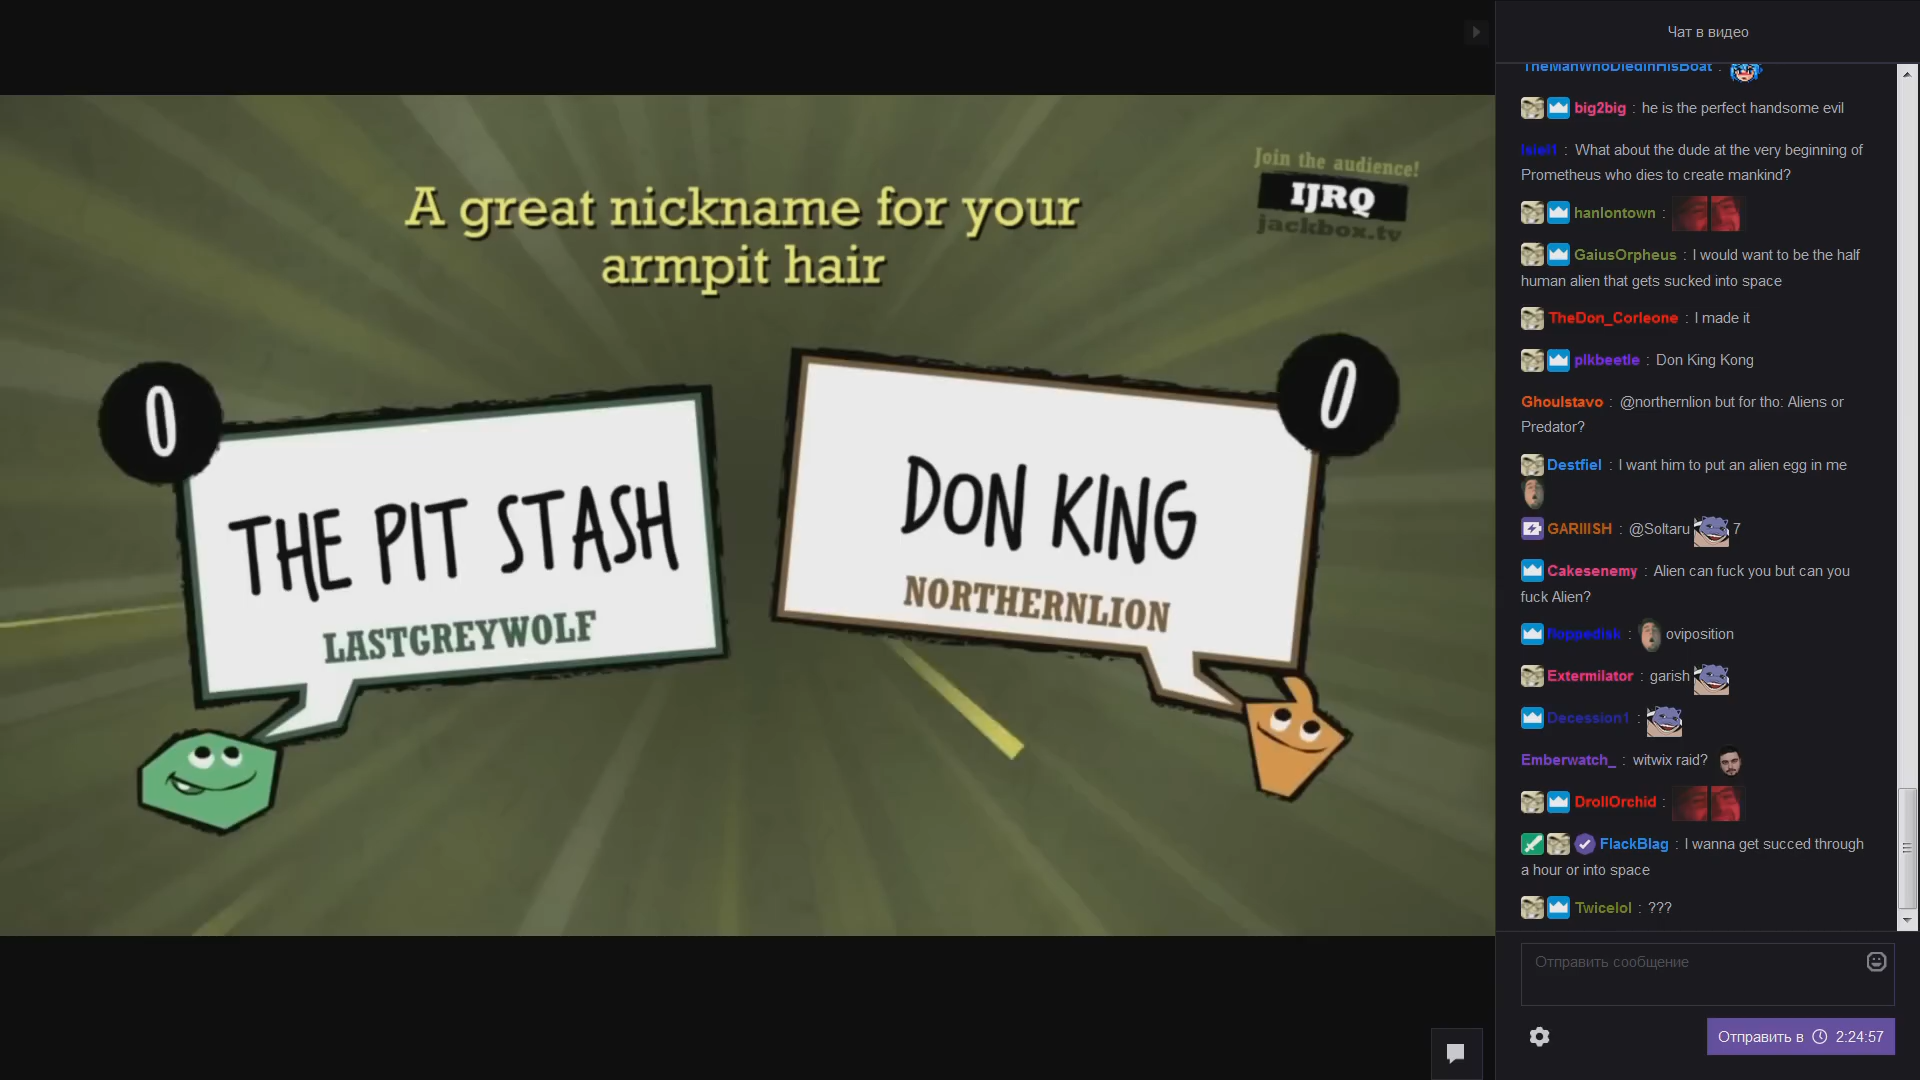 A great nickname for your
armpit hair
Join the audience!
IJRQ
jackbox.tv
0
THE PIT STASH
LASTGREYWOLF
0
DON KING
NORTHERNLION
Чат в видео
TheManWhoDiedInHisBoat :
big2big : he is the perfect handsome evil
: What about the dude at the very beginning of
Prometheus who dies to create mankind?
hanlontown :
GaiusOrpheus : I would want to be the half
human alien that gets sucked into space
TheDon_Corleone : I made it
plkbeetle : Don King Kong
Ghoulstavo : @northernlion but for tho: Aliens or
Predator?
Destfiel : I want him to put an alien egg in me
GARIIISH : @Soltaru 7
Cakesenemy : Alien can fuck you but can you
fuck Alien?
floppedisk : oviposition
Extermilator : garish
Decession1 :
Emberwatch_ : witwix raid?
DrollOrchid :
FlackBlag : I wanna get succed through
a hour or into space
Twicelol : ???
Отправить сообщение
Отправить в 2:24:57